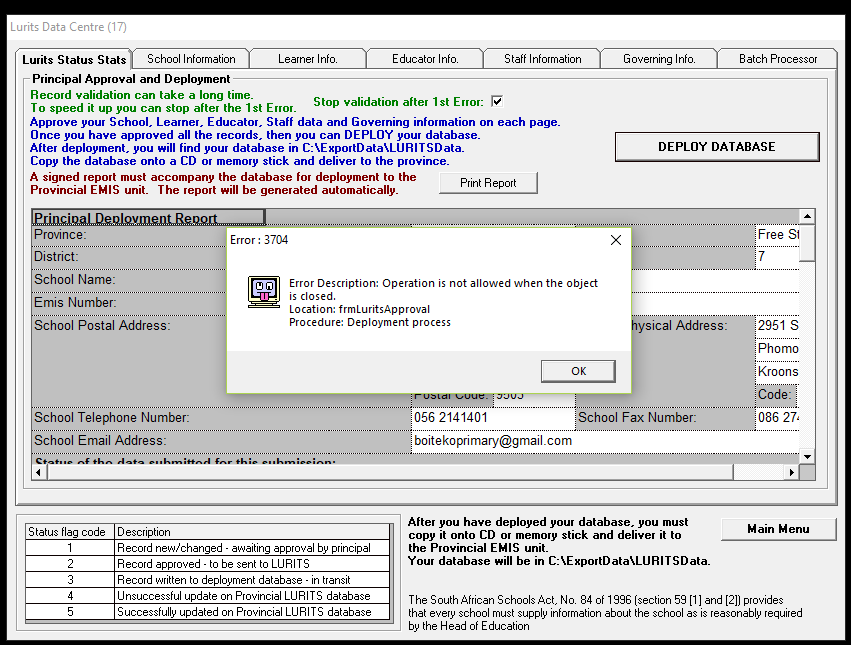 Lurits Data Centre (17)
Lurits Status Stats
School Information
Learner Info.
Educator Info.
Staff Information
Governing Info.
Batch Processor
Principal Approval and Deployment
Record validation can take a long time.
To speed it up you can stop after the 1st Error.
Stop validation after 1st Error:
Approve your School, Learner, Educator, Staff data and Governing information on each page.
Once you have approved all the records, then you can DEPLOY your database.
After deployment, you will find your database in C:\ExportData\LURITSData.
Copy the database onto a CD or memory stick and deliver to the province.
DEPLOY DATABASE
A signed report must accompany the database for deployment to the
Provincial EMIS unit. The report will be generated automatically.
Print Report
Principal Deployment Report
Province:
Free St
District:
7
School Name:
Emis Number:
School Postal Address:
hysical Address:
2951 S
Phomo
Kroons
Postal Code: 9503
Code:
School Telephone Number:
056 2141401
School Fax Number:
086 274
School Email Address:
boitekoprimary@gmail.com
Status of the data submitted for this submission:
Error : 3704
Error Description: Operation is not allowed when the object
is closed.
Location: frmLuritsApproval
Procedure: Deployment process
OK
Status flag code Description
1 Record new/changed - awaiting approval by principal
2 Record approved - to be sent to LURITS
3 Record written to deployment database - in transit
4 Unsuccessful update on Provincial LURITS database
5 Successfully updated on Provincial LURITS database
After you have deployed your database, you must
copy it onto CD or memory stick and deliver it to
the Provincial EMIS unit.
Your database will be in C:\ExportData\LURITSData.
Main Menu
The South African Schools Act, No. 84 of 1996 (section 59 [1] and [2]) provides
that every school must supply information about the school as is reasonably required
by the Head of Education